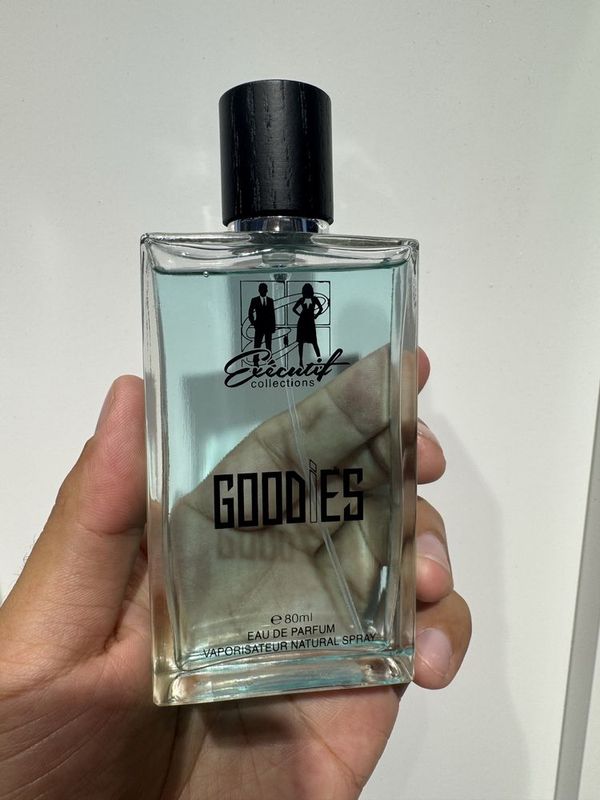 Exécutif
collections
GOODiES
℮ 80ml
EAU DE PARFUM
VAPORISATEUR NATURAL SPRAY